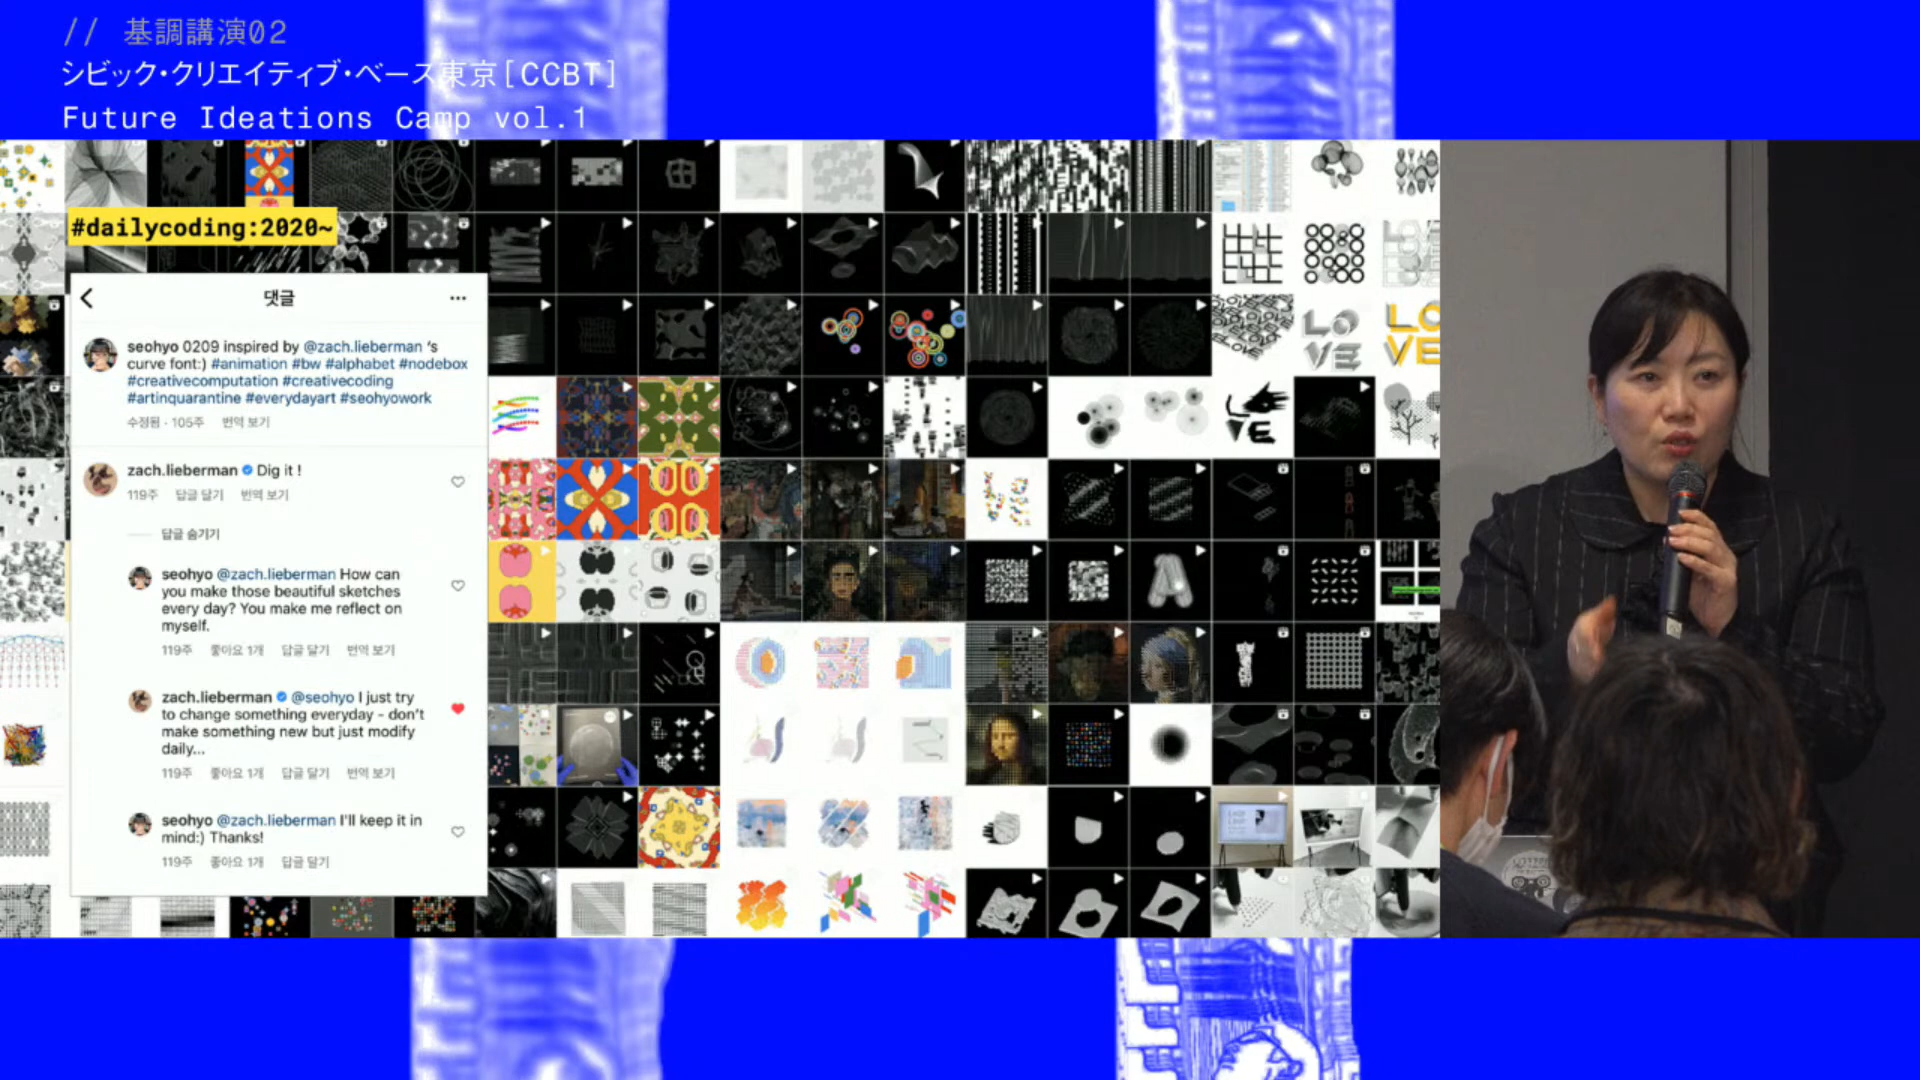 // 基調講演02
シビック・クリエイティブ・ベース東京[CCBT]
Future Ideations Camp vol.1
#dailycoding:2020~
댓글
seohyo 0209 inspired by @zach.lieberman 's
curve font:) #animation #bw #alphabet #nodebox
#creativecomputation #creativecoding
#artinquarantine #everydayart #seohyowork
수정됨 · 105주 번역 보기
zach.lieberman Dig it !
119주 답글 달기 번역 보기
답글 숨기기
seohyo @zach.lieberman How can
you make those beautiful sketches
every day? You make me reflect on
myself.
119주 좋아요 1개 답글 달기 번역 보기
zach.lieberman @seohyo I just try
to change something everyday - don't
make something new but just modify
daily...
119주 좋아요 1개 답글 달기 번역 보기
seohyo @zach.lieberman I'll keep it in
mind:) Thanks!
119주 좋아요 1개 답글 달기
LOVE
LO
VE
LO
VE
L
VE
A